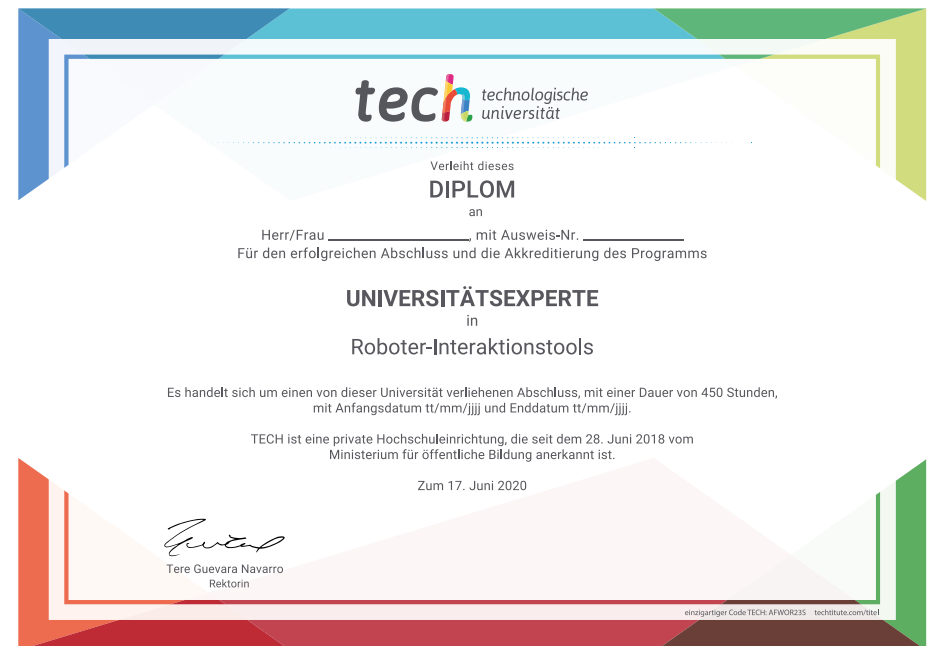 tech technologische
universität
Verleiht dieses
DIPLOM
an
Herr/Frau ____________________, mit Ausweis-Nr. ______________
Für den erfolgreichen Abschluss und die Akkreditierung des Programms
UNIVERSITÄTSEXPERTE
in
Roboter-Interaktionstools
Es handelt sich um einen von dieser Universität verliehenen Abschluss, mit einer Dauer von 450 Stunden,
mit Anfangsdatum tt/mm/jjjj und Enddatum tt/mm/jjjj.
TECH ist eine private Hochschuleinrichtung, die seit dem 28. Juni 2018 vom
Ministerium für öffentliche Bildung anerkannt ist.
Zum 17. Juni 2020
Tere Guevara Navarro
Rektorin
einzigartiger Code TECH: AFWOR23S techtitute.com/titel